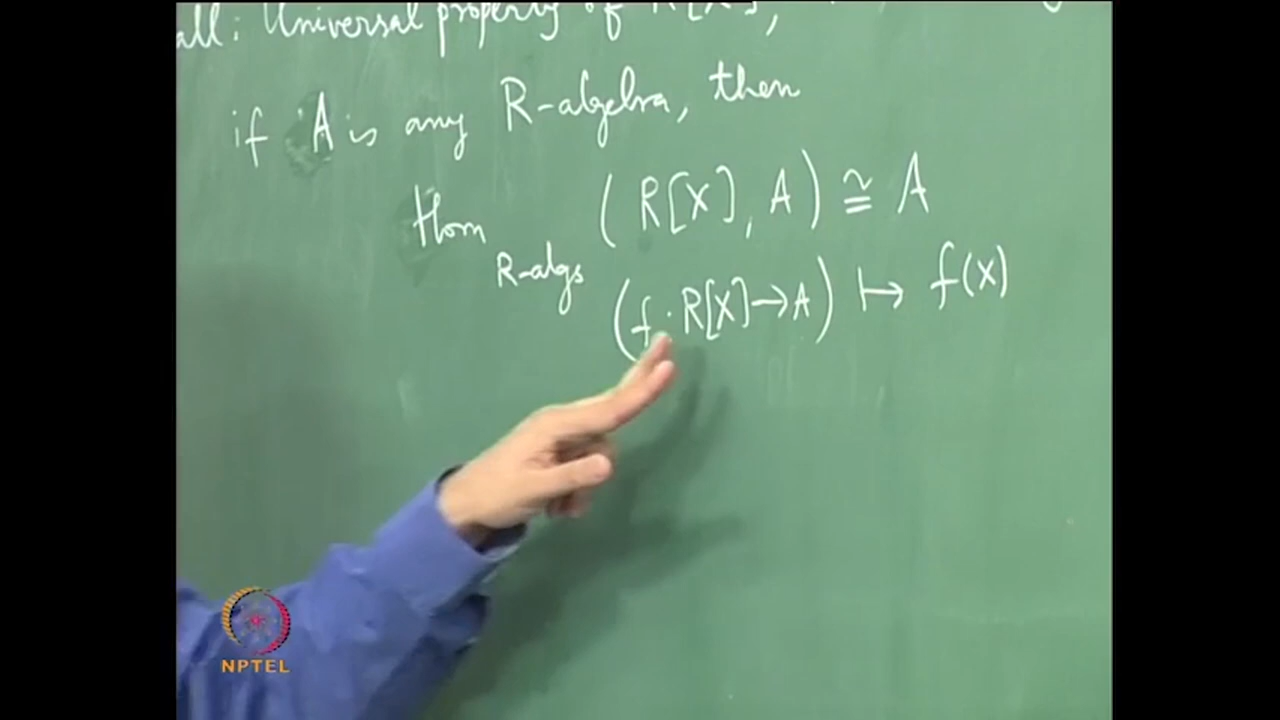 all: Universal property of R[X],
if A is any R-algebra, then
Hom R-algs (R[X], A) ≅ A
(f: R[X]→A) ↦ f(X)
NPTEL